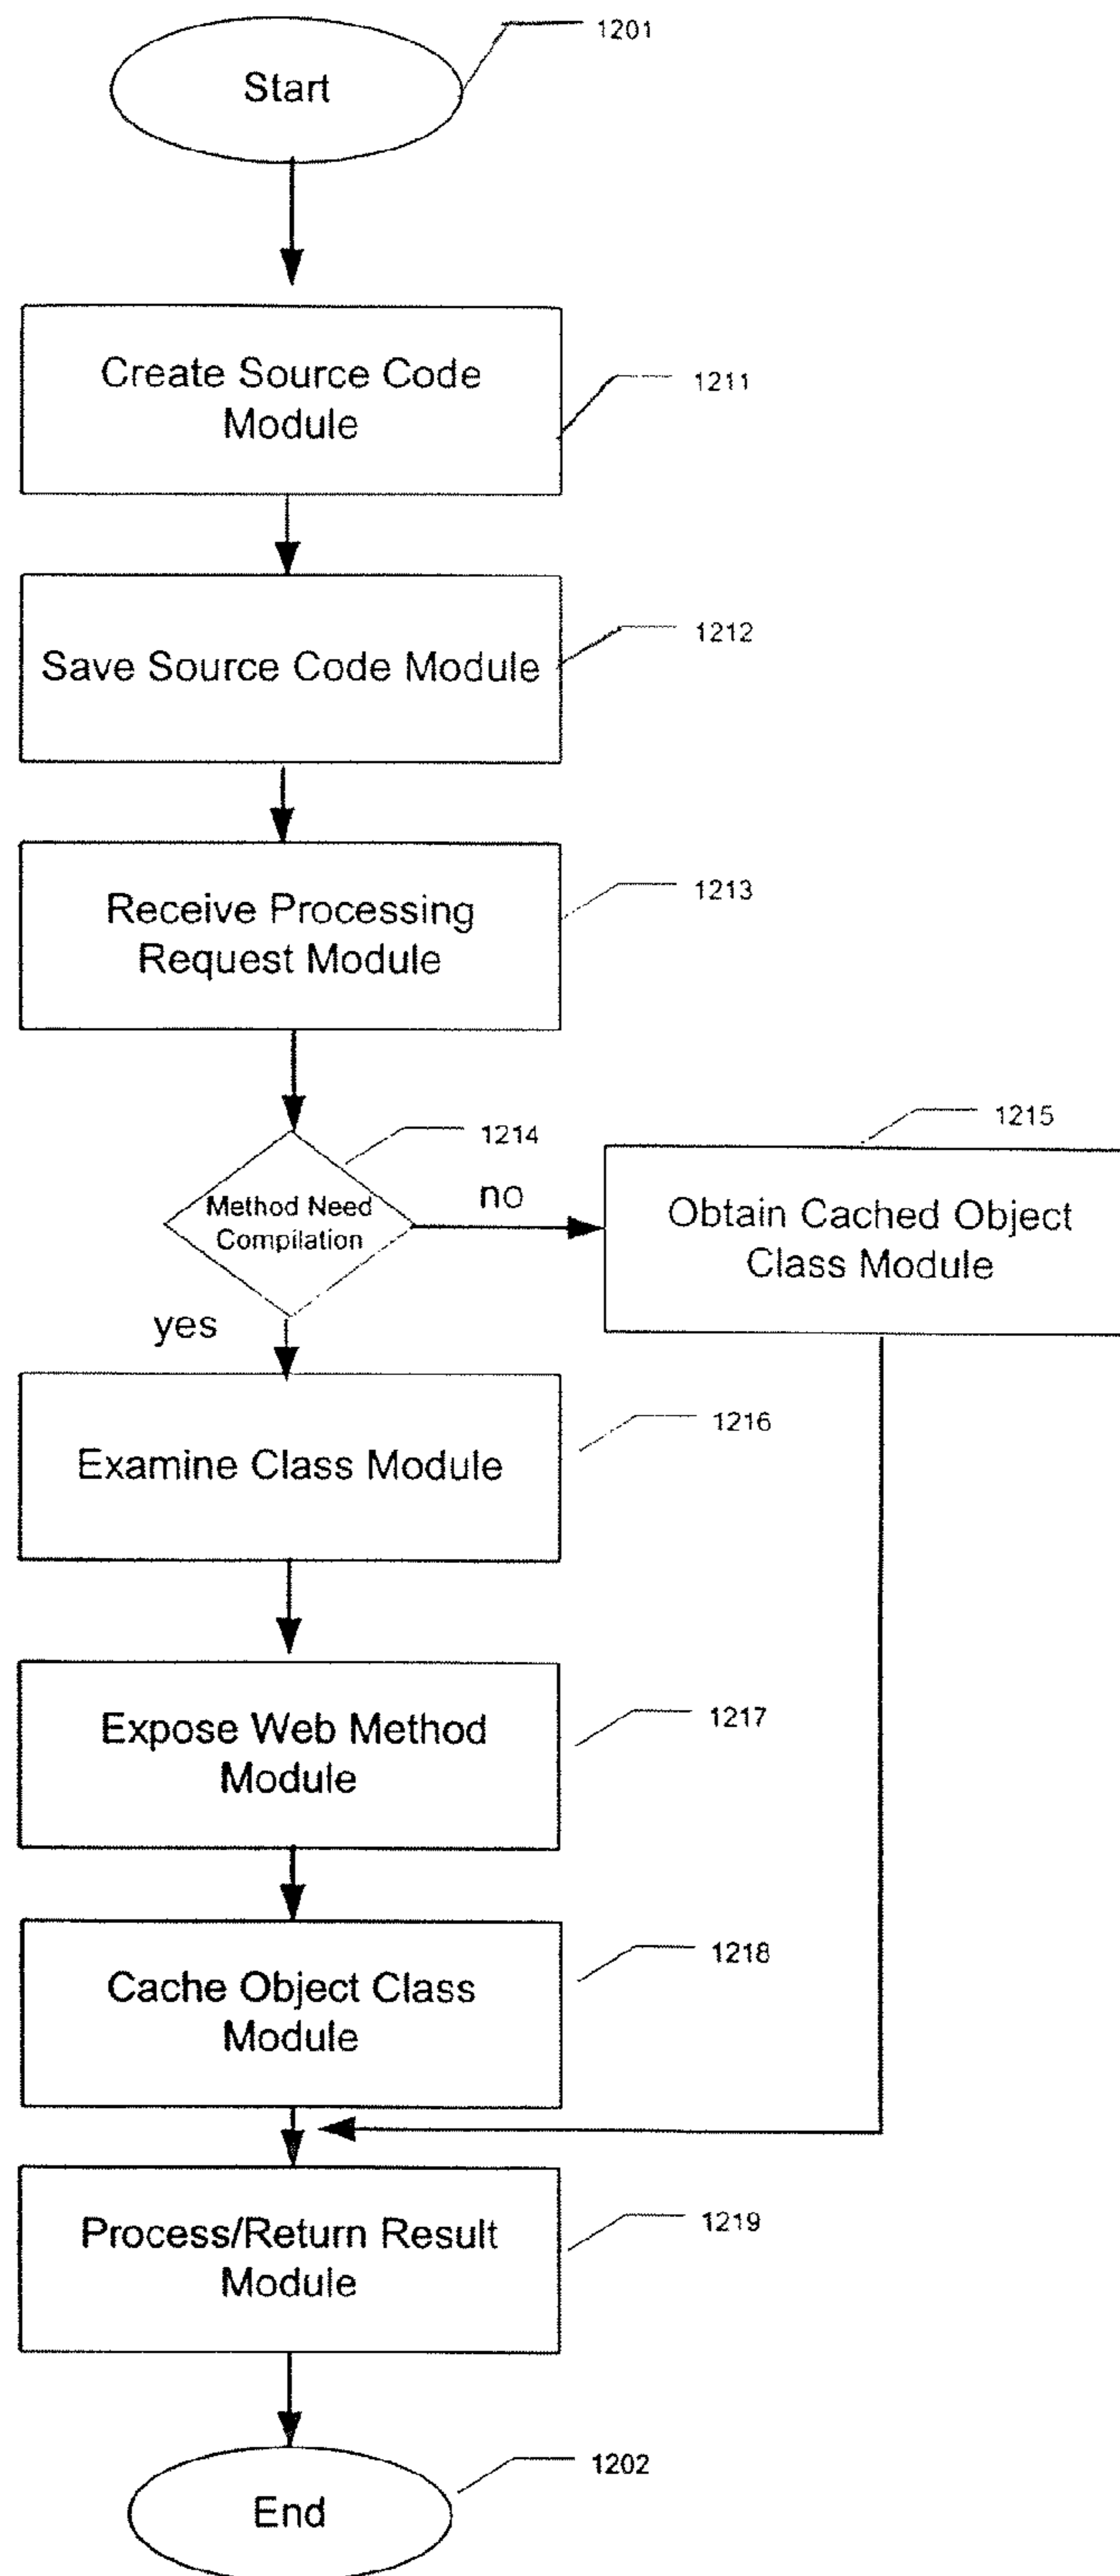 1201
Start
Create Source Code
Module
1211
Save Source Code Module
1212
Receive Processing
Request Module
1213
Method Need
Compilation
1214
no
yes
Obtain Cached Object
Class Module
1215
Examine Class Module
1216
Expose Web Method
Module
1217
Cache Object Class
Module
1218
Process/Return Result
Module
1219
End
1202